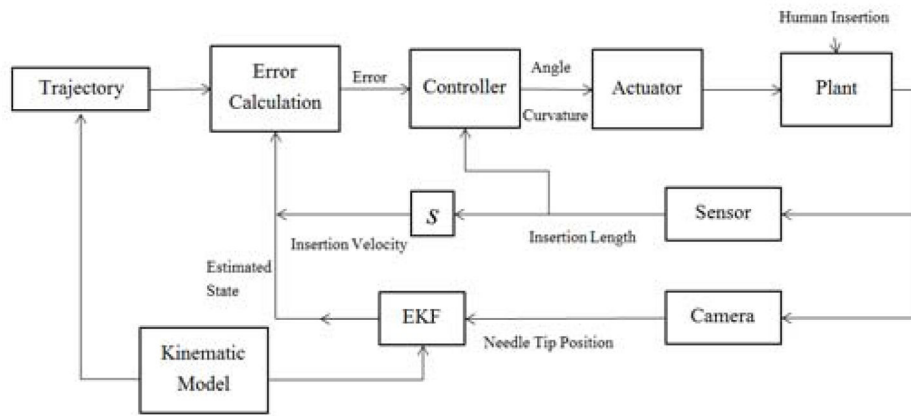 Human Insertion
Trajectory
Error
Calculation
Error
Controller
Angle
Curvature
Actuator
Plant
S
Sensor
Insertion Velocity
Insertion Length
Estimated
State
EKF
Camera
Needle Tip Position
Kinematic
Model